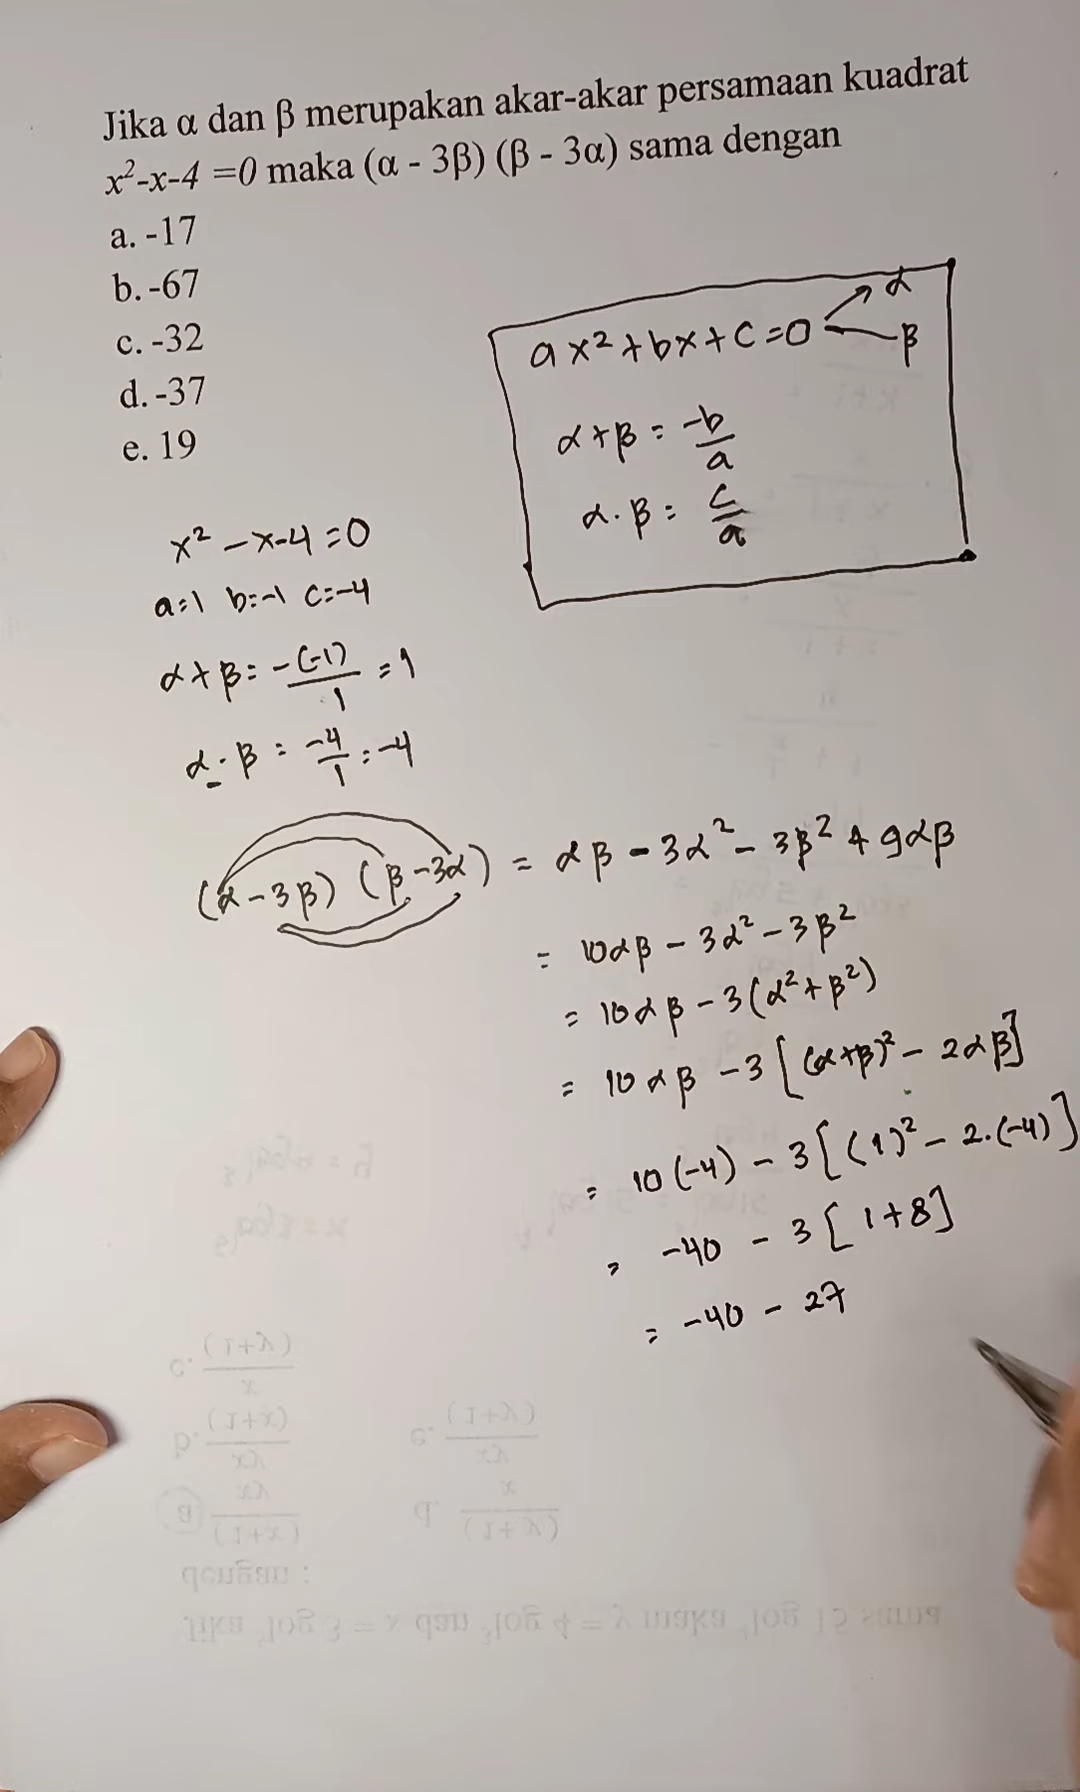 Jika α dan β merupakan akar-akar persamaan kuadrat
x²-x-4 =0 maka (α - 3β) (β - 3α) sama dengan
a. -17
b. -67
c. -32
d. -37
e. 19
ax² + bx + c = 0 α
β
α + β = -b/a
α . β = c/a
x² - x - 4 = 0
a=1 b=-1 c=-4
α + β = -(-1)/1 = 1
α . β = -4/1 = -4
(α - 3β) (β - 3α) = αβ - 3α² - 3β² + 9αβ
= 10αβ - 3α² - 3β²
= 10αβ - 3(α² + β²)
= 10αβ - 3[(α+β)² - 2αβ]
= 10(-4) - 3[(1)² - 2.(-4)]
= -40 - 3[1+8]
= -40 - 27